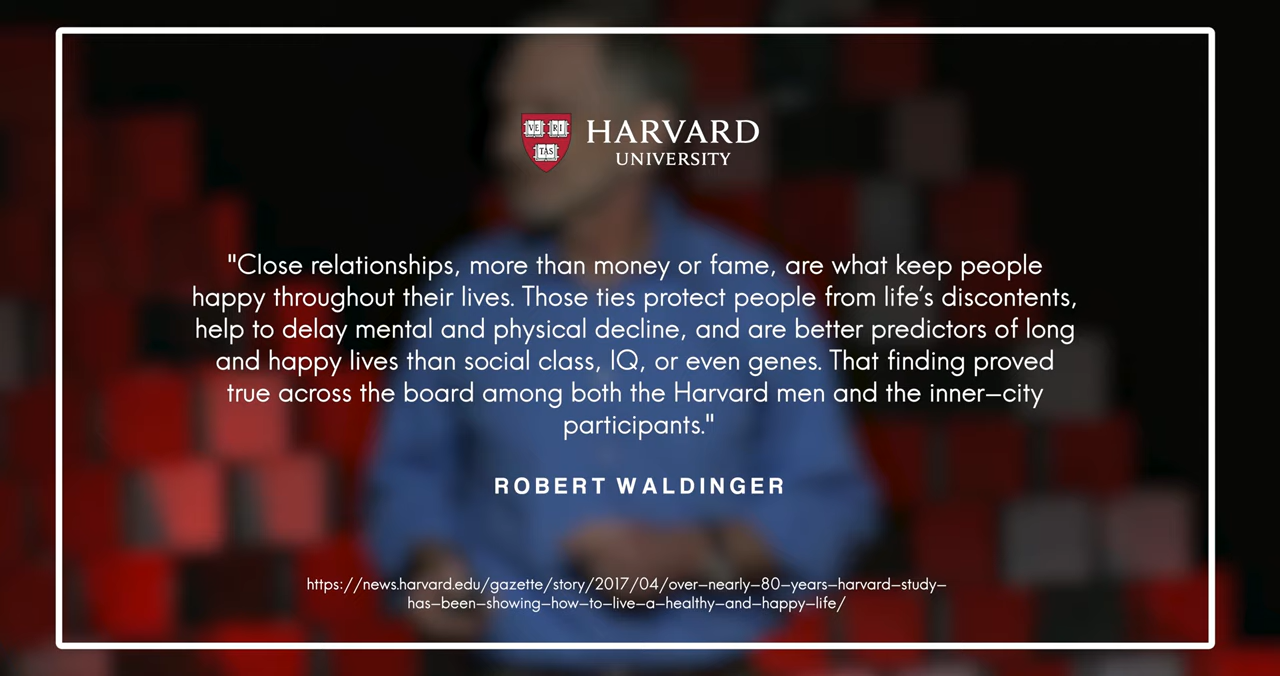 VE RI
TAS
HARVARD
UNIVERSITY
"Close relationships, more than money or fame, are what keep people
happy throughout their lives. Those ties protect people from life's discontents,
help to delay mental and physical decline, and are better predictors of long
and happy lives than social class, IQ, or even genes. That finding proved
true across the board among both the Harvard men and the inner–city
participants."
ROBERT WALDINGER
https://news.harvard.edu/gazette/story/2017/04/over–nearly–80–years–harvard–study–
has–been–showing–how–to–live–a–healthy–and–happy–life/